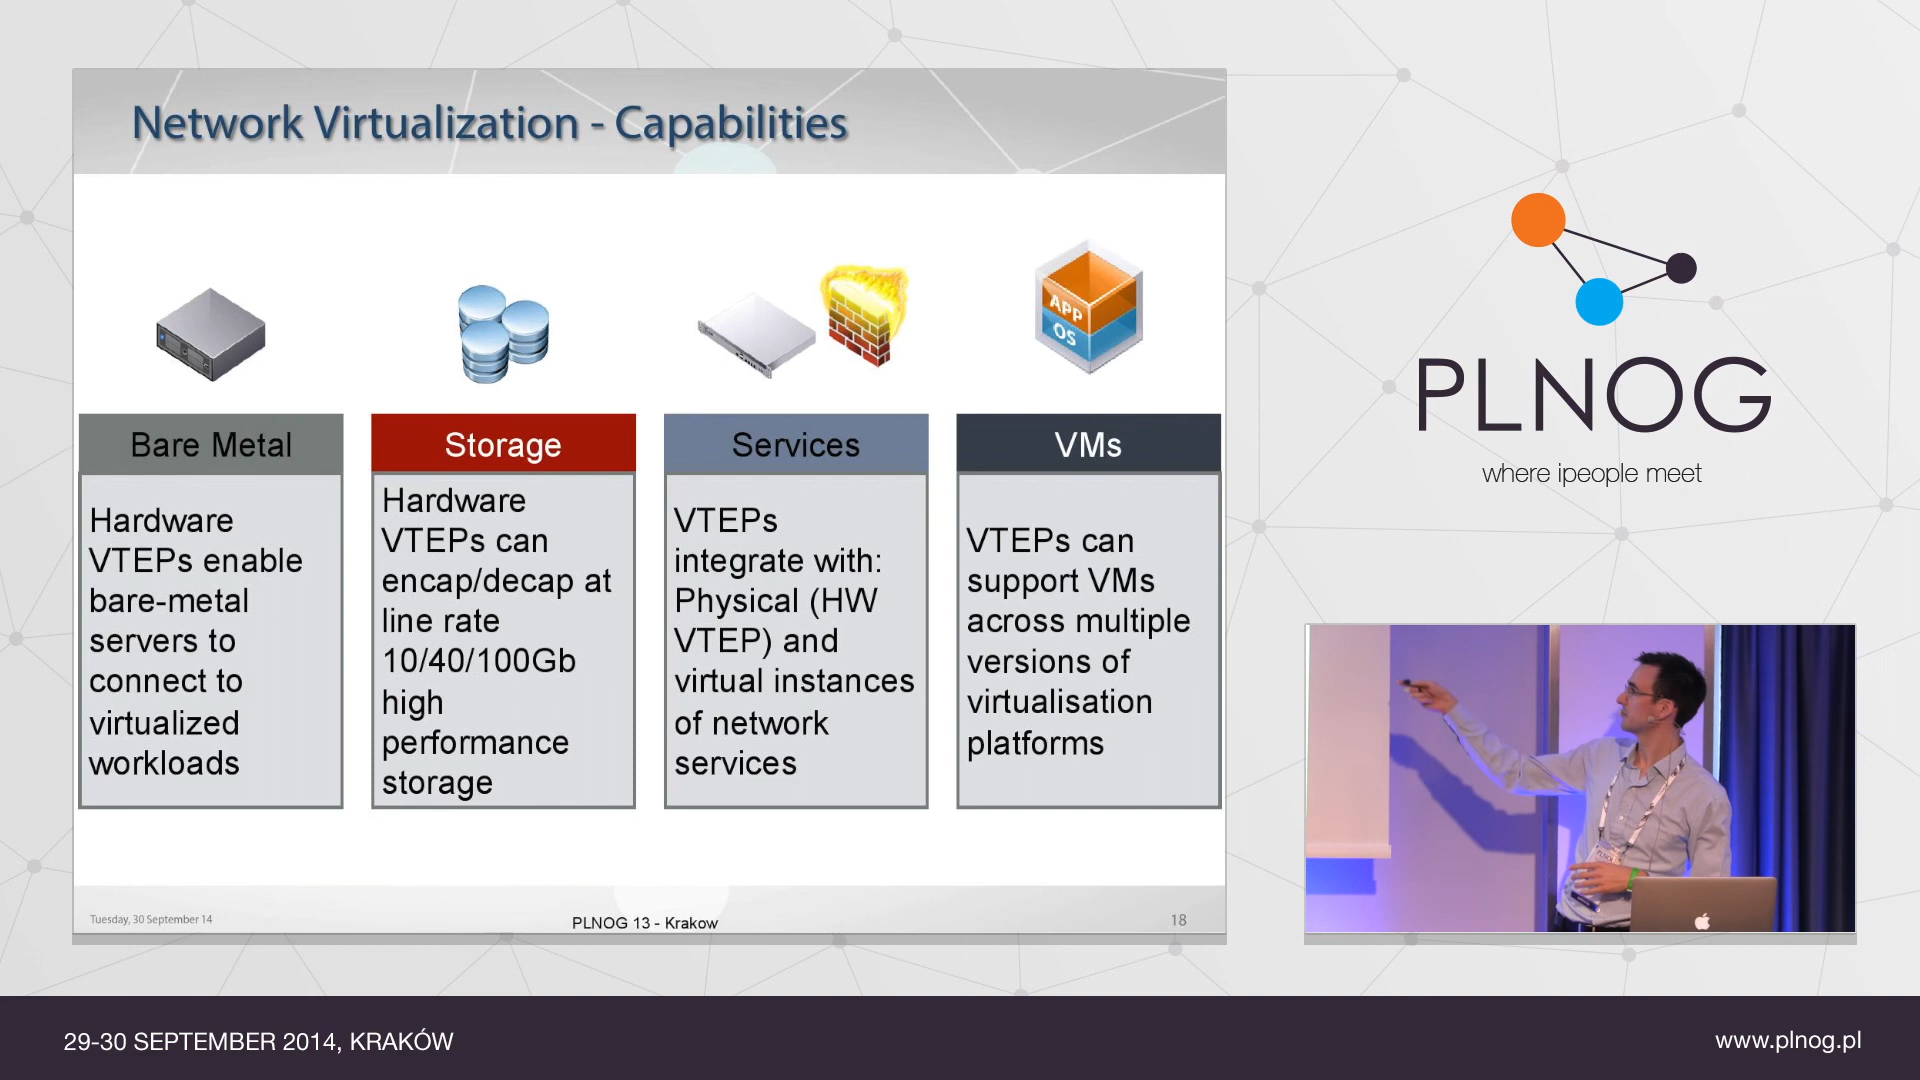 Network Virtualization - Capabilities
APP
OS
Bare Metal
Hardware
VTEPs enable
bare-metal
servers to
connect to
virtualized
workloads
Storage
Hardware
VTEPs can
encap/decap at
line rate
10/40/100Gb
high
performance
storage
Services
VTEPs
integrate with:
Physical (HW
VTEP) and
virtual instances
of network
services
VMs
VTEPs can
support VMs
across multiple
versions of
virtualisation
platforms
Tuesday, 30 September 14
PLNOG 13 - Krakow
18
PLNOG
where ipeople meet
PLNOG
29-30 SEPTEMBER 2014, KRAKÓW
www.plnog.pl